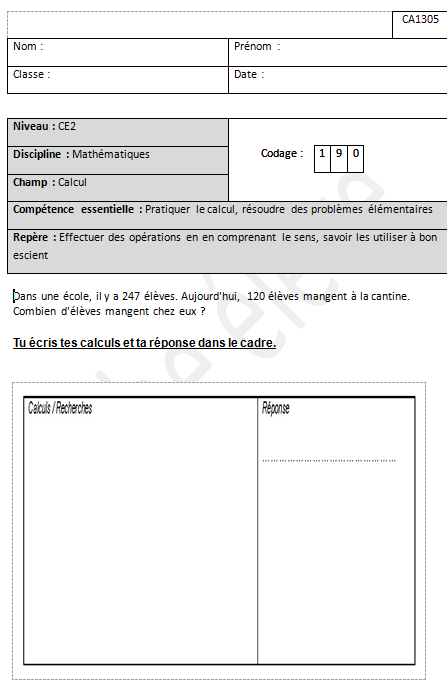 CA1305
Nom :
Prénom :
Classe :
Date :
Niveau : CE2
Discipline : Mathématiques
Codage : 1 9 0
Champ : Calcul
Compétence essentielle : Pratiquer le calcul, résoudre des problèmes élémentaires
Repère : Effectuer des opérations en en comprenant le sens, savoir les utiliser à bon
escient
Dans une école, il y a 247 élèves. Aujourd'hui, 120 élèves mangent à la cantine.
Combien d'élèves mangent chez eux ?
Tu écris tes calculs et ta réponse dans le cadre.
Calculs / Recherches
Réponse